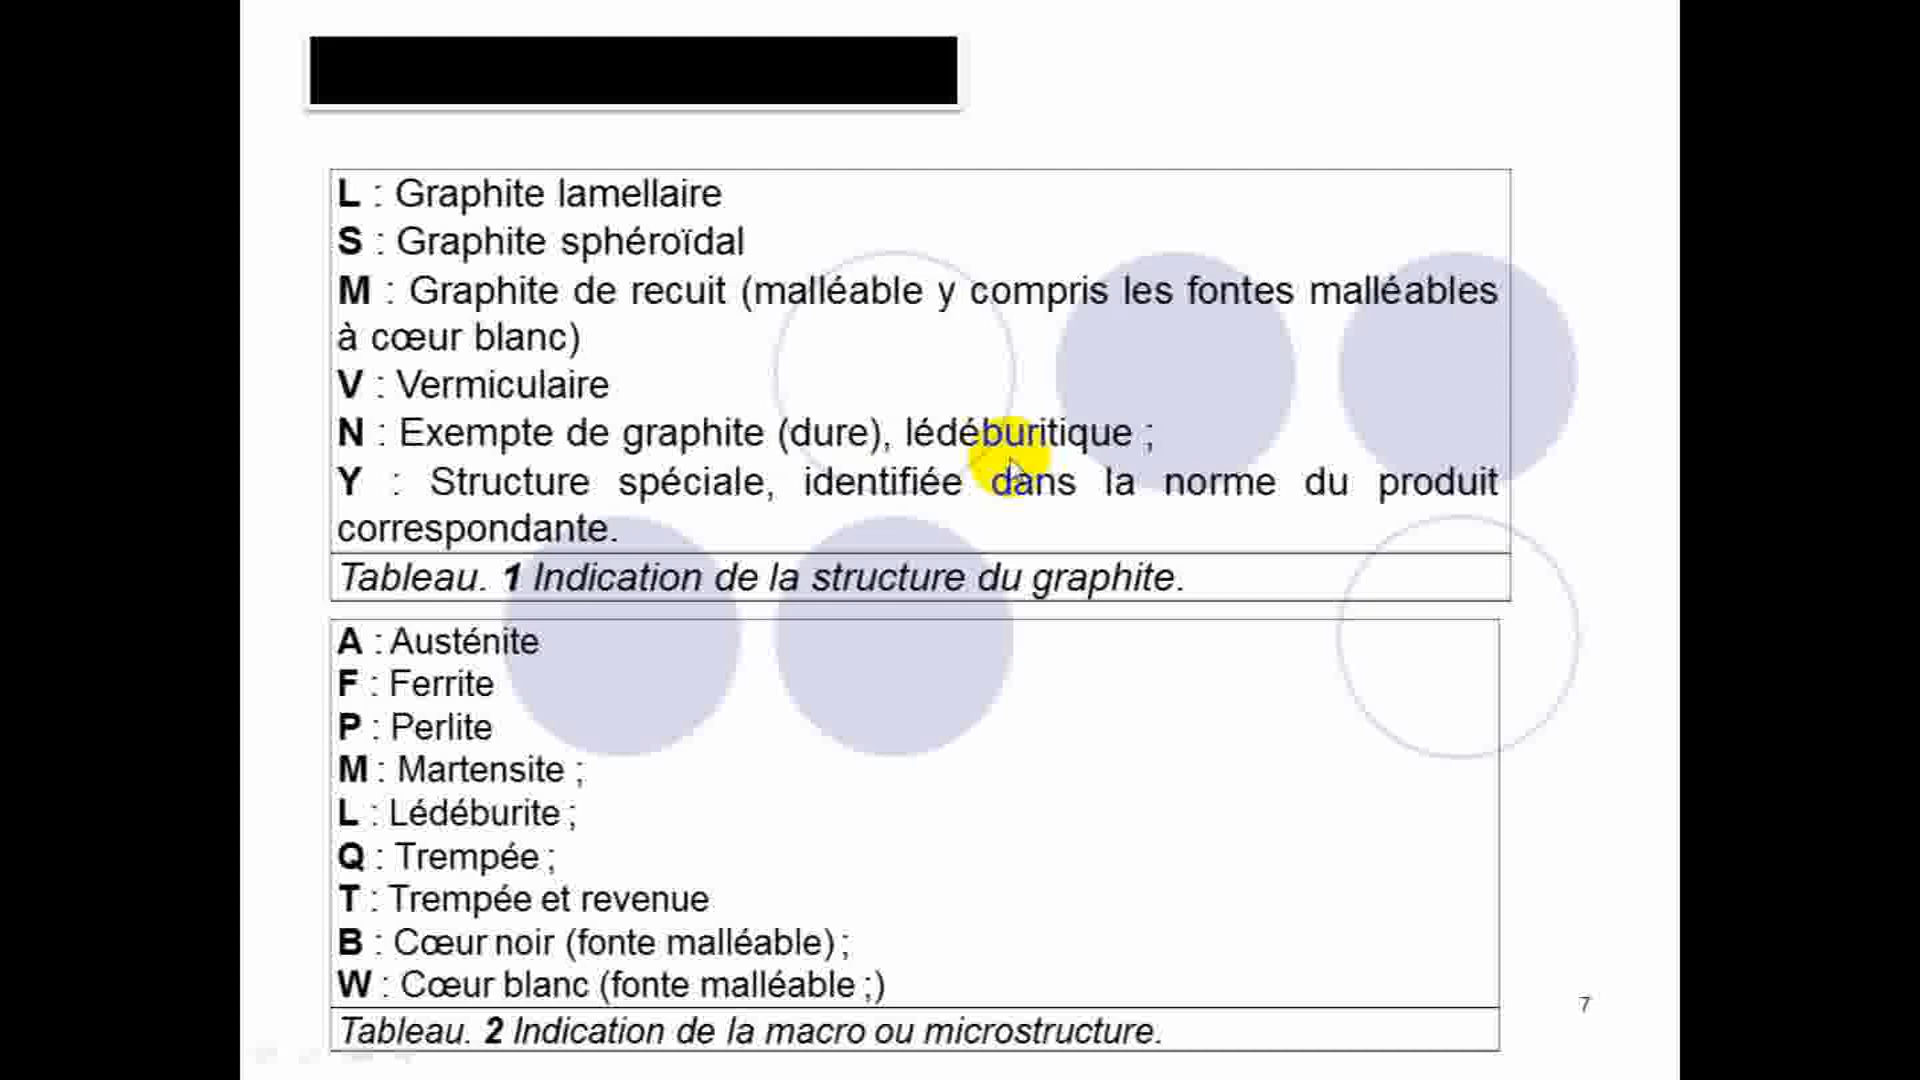 L : Graphite lamellaire
S : Graphite sphéroïdal
M : Graphite de recuit (malléable y compris les fontes malléables
à cœur blanc)
V : Vermiculaire
N : Exempte de graphite (dure), lédéburitique ;
Y : Structure spéciale, identifiée dans la norme du produit
correspondante.
Tableau. 1 Indication de la structure du graphite.
A : Austénite
F : Ferrite
P : Perlite
M : Martensite ;
L : Lédéburite ;
Q : Trempée ;
T : Trempée et revenue
B : Cœur noir (fonte malléable) ;
W : Cœur blanc (fonte malléable ;)
7
Tableau. 2 Indication de la macro ou microstructure.